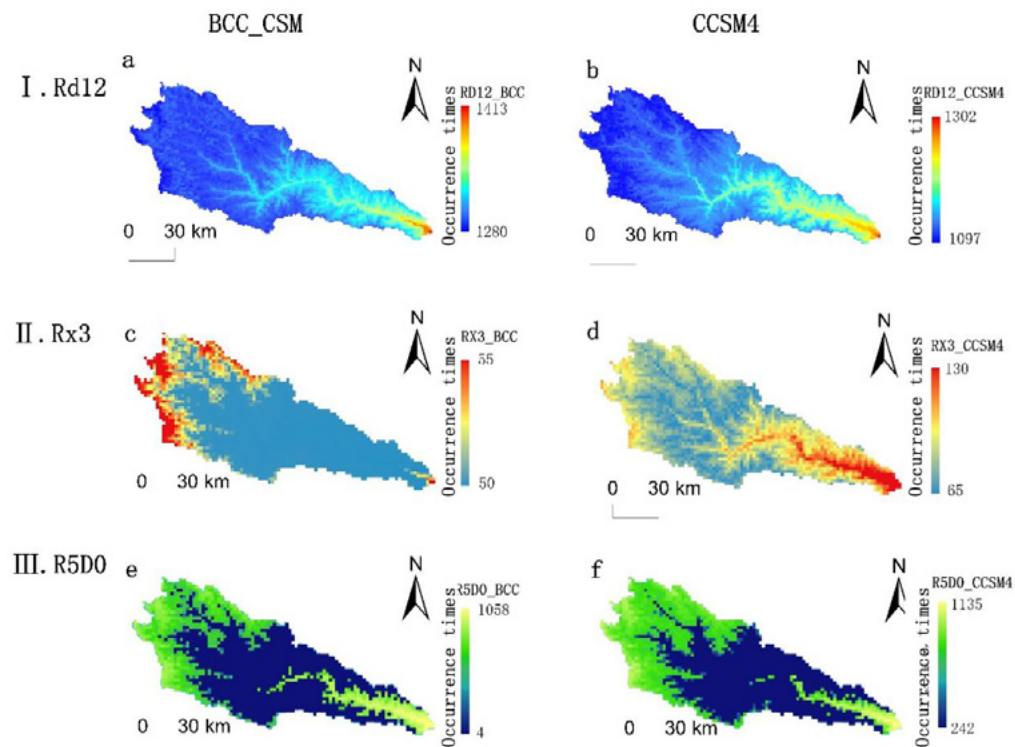 BCC_CSM CCSM4
Ⅰ. Rd12
a
N
RD12_BCC
1413
Occurrence times
1280
0 30 km
b
N
RD12_CCSM4
1302
Occurrence times
1097
0 30 km
Ⅱ. Rx3
c
N
RX3_BCC
55
Occurrence times
50
0 30 km
d
N
RX3_CCSM4
130
Occurrence times
65
0 30 km
Ⅲ. R5D0
e
N
R5D0_BCC
1058
Occurrence times
4
0 30 km
f
N
R5D0_CCSM4
1135
Occurrence times
242
0 30 km